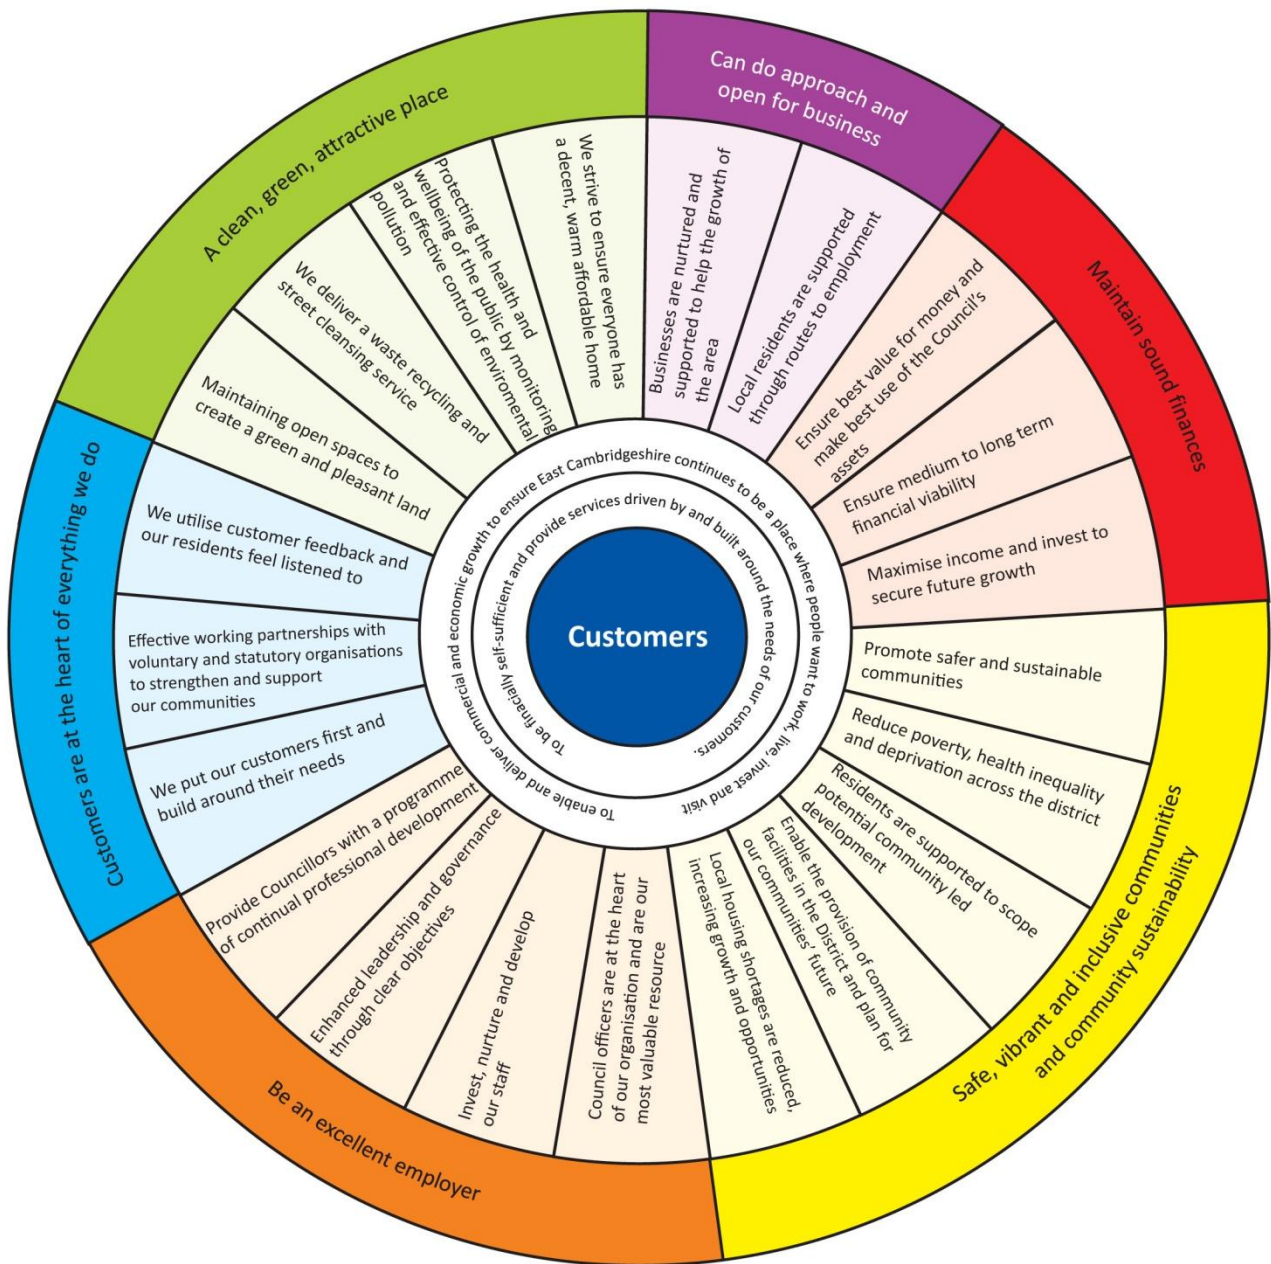 Can do approach and
open for business
Businesses are nurtured and
supported to help the growth of
the area
Local residents are supported
through routes to employment
Maintain sound finances
Ensure best value for money and
make best use of the Council's
assets
Ensure medium to long term
financial viability
Maximise income and invest to
secure future growth
Safe, vibrant and inclusive communities
and community sustainability
Promote safer and sustainable
communities
Reduce poverty, health inequality
and deprivation across the district
Residents are supported to scope
potential community led
development
Enable the provision of community
facilities in the District and plan for
our communities' future
Local housing shortages are reduced,
increasing growth and opportunities
Be an excellent employer
Council officers are at the heart
of our organisation and are our
most valuable resource
Invest, nurture and develop
our staff
Enhanced leadership and governance
through clear objectives
Provide Councillors with a programme
of continual professional development
Customers are at the heart of everything we do
We put our customers first and
build around their needs
Effective working partnerships with
voluntary and statutory organisations
to strengthen and support
our communities
We utilise customer feedback and
our residents feel listened to
A clean, green, attractive place
Maintaining open spaces to
create a green and pleasant land
We deliver a waste recycling and
street cleansing service
Protecting the health and
wellbeing of the public by monitoring
and effective control of enviromental
pollution
We strive to ensure everyone has
a decent, warm affordable home
To enable and deliver commercial and economic growth to ensure East Cambridgeshire continues to be a place where people want to work, live, invest and visit
To be finacially self-sufficient and provide services driven by and built around the needs of our customers.
Customers